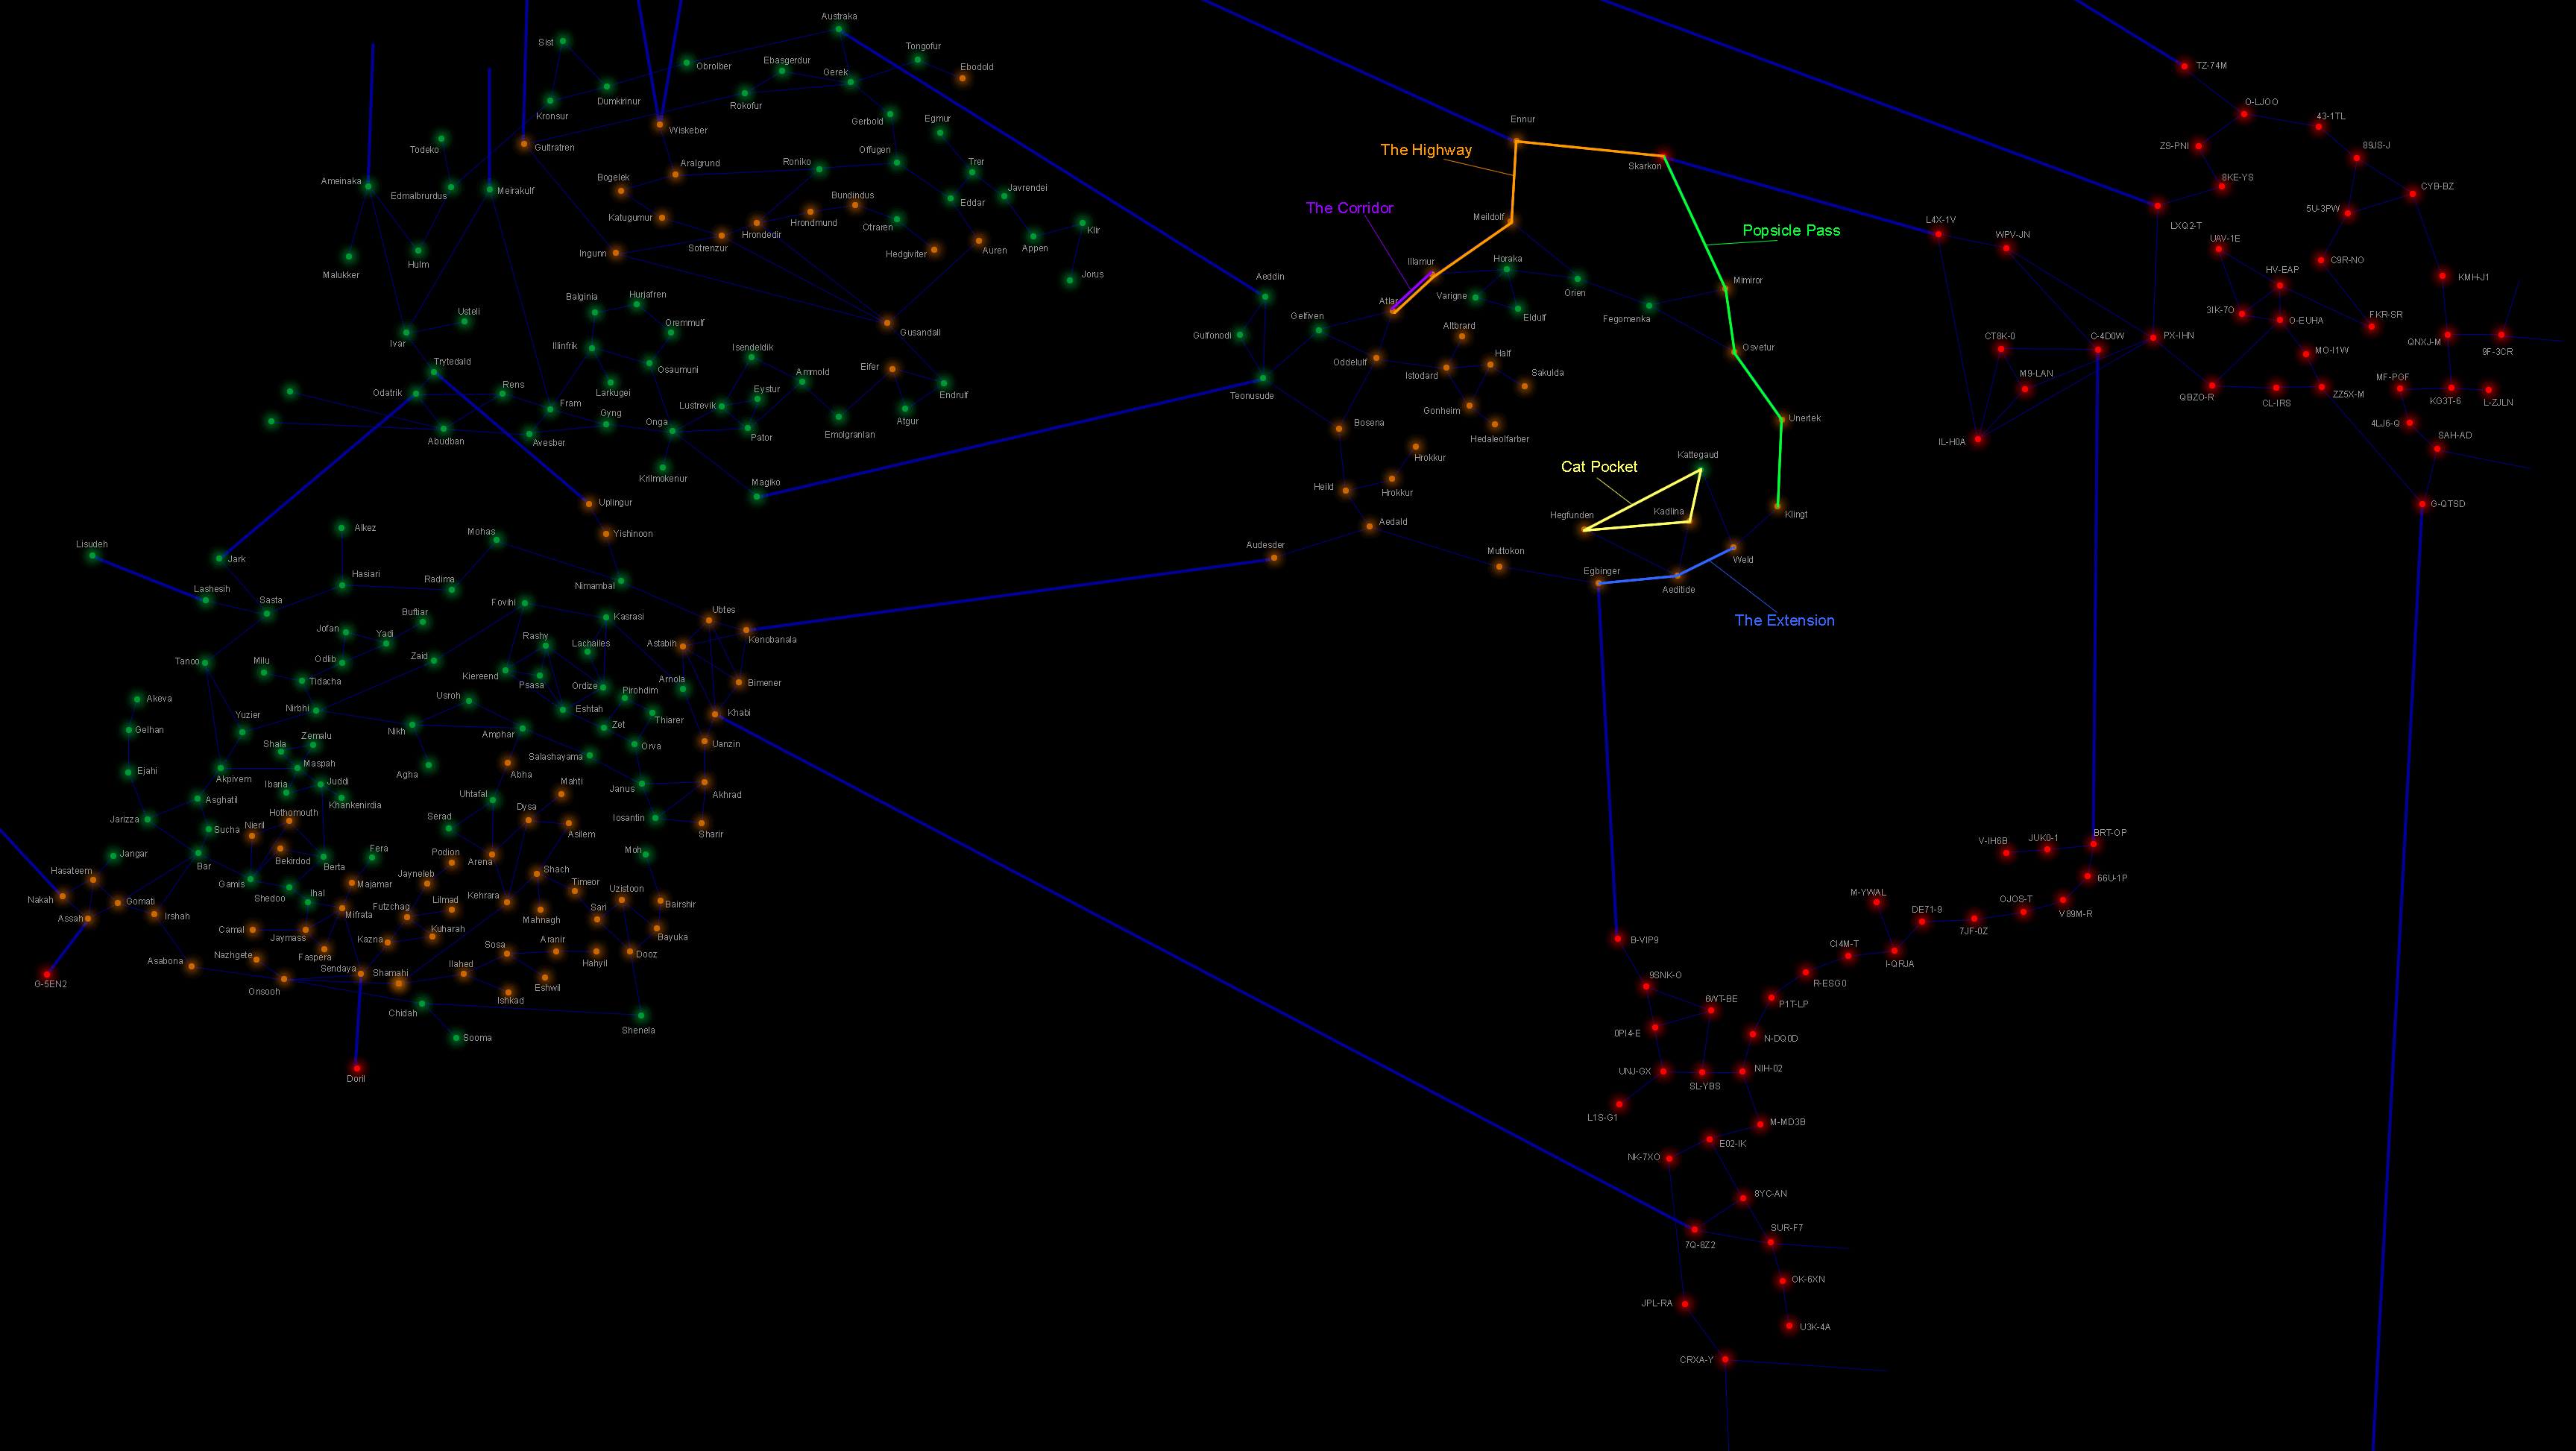 Austraka
Sist
Tongofur
Obrolber
Ebasgerdur
Gerek
Ebodold
TZ-74M
Dumkirinur
Rokofur
Kronsur
Gerbold
Egmur
Ennur
O-LJOO
43-1TL
Wiskeber
Gultratren
Todeko
Offugen
The Highway
ZS-PNI
89JS-J
Aralgrund
Roniko
Trer
Skarkon
Ameinaka
Edmalbrurdus
Meirakulf
Bogelek
Bundindus
Javrendei
8KE-YS
CYB-BZ
Katugumur
Hrondmund
Eddar
The Corridor
Meildolf
L4X-1V
5U-3PW
Hrondedir
Otraren
Klir
Popsicle Pass
LXQ2-T
Sotrenzur
WPV-JN
UAV-1E
Ingunn
Hedgiviter
Auren
Appen
Malukker
Hulm
Illamur
Horaka
C9R-NO
HV-EAP
Jorus
Aeddin
Orien
Mimiror
KMH-J1
Balginia
Hurjafren
Atlar
Varigne
Usteli
Oremmulf
Gelfiven
Eldulf
Fegomenka
3IK-7O
O-EUHA
FKR-SR
Gusandall
Gulfonodi
Altbrard
CT8K-0
C-4D0W
PX-IHN
Ivar
Illinfrik
Isendeldik
Osvetur
QNXJ-M
9F-3CR
Trytedald
Osaumuni
Ammold
Eifer
Oddelulf
Half
MO-I1W
Istodard
Sakulda
M9-LAN
MF-PGF
Odatrik
Rens
Larkugei
Eystur
Endrulf
Teonusude
QBZO-R
CL-IRS
ZZ5X-M
KG3T-6
L-ZJLN
Fram
Gyng
Lustrevik
Onga
Atgur
Gonheim
Unertek
4LJ6-Q
Abudban
Avesber
Pator
Emolgranlan
Bosena
Hedaleolfarber
IL-H0A
SAH-AD
Krilmokenur
Hrokkur
Kattegaud
Cat Pocket
Magiko
Heild
Hrokkur
Uplingur
Hegfunden
Kadlina
Klingt
G-QTSD
Alkez
Mohas
Yishinoon
Aedald
Lisudeh
Jark
Audesder
Muttokon
Weld
Hasiari
Radima
Nimambal
Egbinger
Aeditide
Lashesih
Sasta
Fovihi
Buftiar
Kasrasi
Ubtes
The Extension
Jofan
Yadi
Rashy
Lachailes
Astabih
Kenobanala
Tanoo
Milu
Odlib
Zaid
Kiereend
Arnola
Tidacha
Psasa
Ordize
Pirohdim
Bimener
Akeva
Usroh
Nirbhi
Eshtah
Thiarer
Khabi
Gelhan
Yuzier
Nikh
Zet
Zemalu
Shala
Amphar
Orva
Uanzin
Ejahi
Akpivem
Maspah
Agha
Salashayama
Abha
Ibaria
Juddi
Mahti
Janus
Akhrad
Asghatil
Khankenirdia
Uhtafal
Dysa
Jarizza
Hothomouth
Serad
Iosantin
Nieril
Sucha
Asilem
Sharir
V-IH6B
JUK0-1
BRT-OP
Jangar
Bar
Bekirdod
Berta
Fera
Podion
Arena
Moh
Hasateem
Gamis
Majamar
Jayneleb
Shach
66U-1P
Nakah
Gomati
Shedoo
Ihal
Lilmad
Kehrara
Timeor
Uzistoon
Bairshir
M-YWAL
OJOS-T
V89M-R
Assah
Irshah
Mifrata
Futzchag
Mahnagh
Sari
DE71-9
7JF-0Z
Camal
Jaymass
Kazna
Kuharah
Bayuka
B-VIP9
CI4M-T
Nazhgete
Faspera
Sosa
Aranir
Hahyil
Dooz
I-QRJA
Asabona
Sendaya
Shamahi
Ilahed
9SNK-O
R-ESG0
G-5EN2
Onsooh
Eshwil
Ishkad
6WT-BE
P1T-LP
Chidah
Shenela
0PI4-E
N-DQ0D
Sooma
Doril
UNJ-GX
SL-YBS
NIH-02
L1S-G1
M-MD3B
E02-IK
NK-7XO
8YC-AN
SUR-F7
7Q-8Z2
OK-6XN
JPL-RA
U3K-4A
CRXA-Y